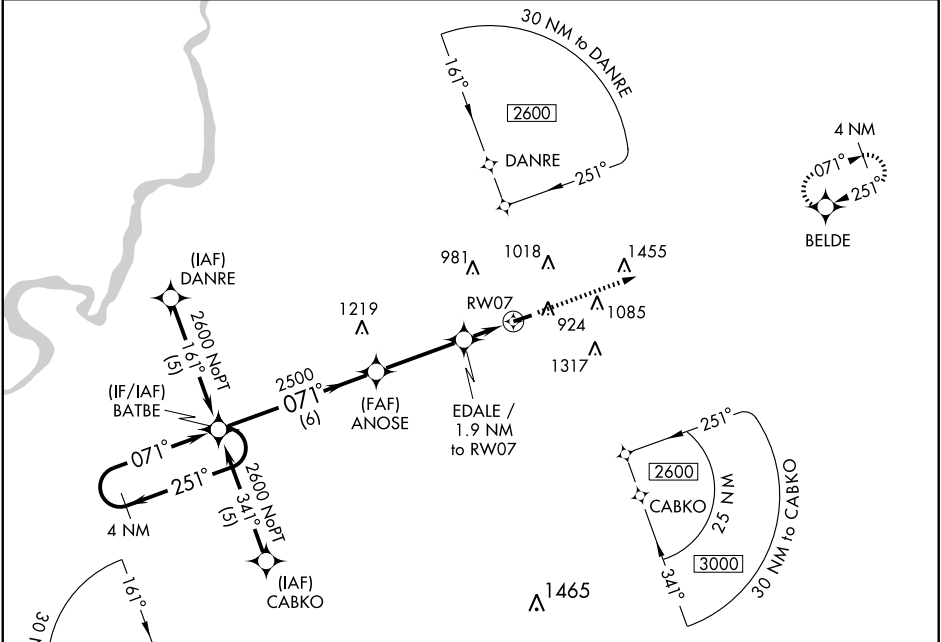 30 NM to DANRE
161°
2600
DANRE
251°
4 NM
071°
251°
BELDE
(IAF)
DANRE
2600 NoPT
161°
(5)
981
1018
1455
1219
RW07
924
1085
1317
(IF/IAF)
BATBE
2500
071°
(6)
(FAF)
ANOSE
EDALE /
1.9 NM
to RW07
071°
251°
4 NM
2600 NoPT
341°
(5)
(IAF)
CABKO
251°
2600
CABKO
25 NM
3000
341°
30 NM to CABKO
1465
161°
30 N